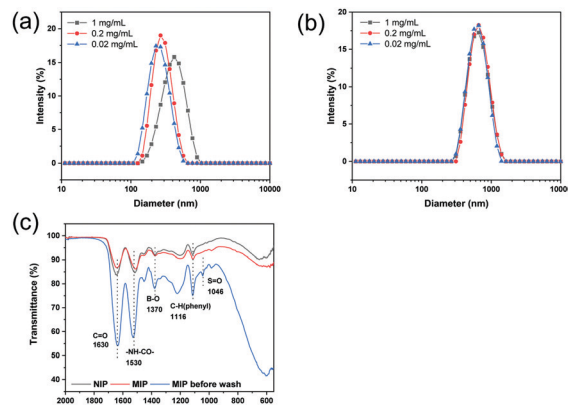 (a)
1 mg/mL
0.2 mg/mL
0.02 mg/mL
Intensity (%)
20
15
10
5
0
10
100
1000
10000
Diameter (nm)
(b)
1 mg/mL
0.2 mg/mL
0.02 mg/mL
Intensity (%)
20
15
10
5
0
10
100
1000
10000
Diameter (nm)
(c)
Transmittance (%)
100
90
80
70
60
50
40
C=O
1630
-NH-CO-
1530
B-O
1370
C-H(phenyl)
1116
S=O
1046
NIP
MIP
MIP before wash
2000
1800
1600
1400
1200
1000
800
600